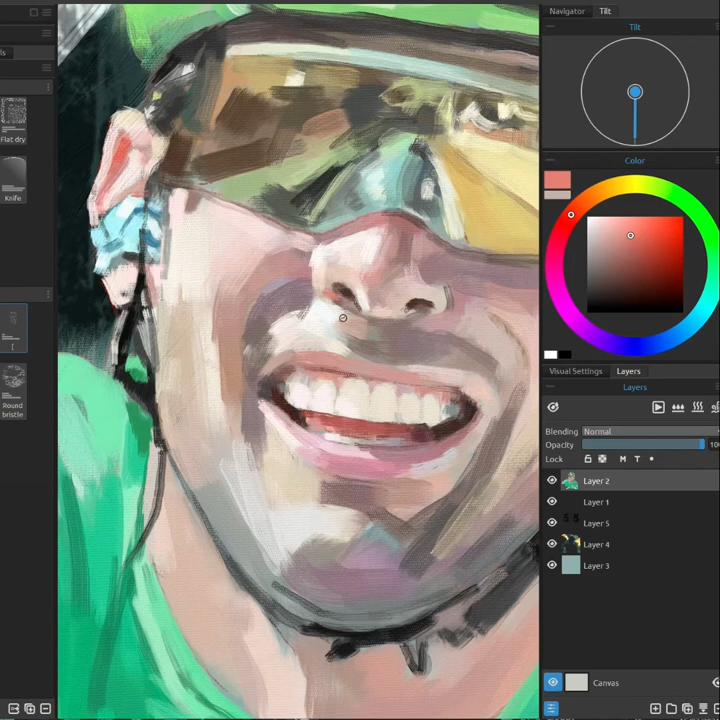 Navigator
Tilt
Tilt
ls
Flat dry
Knife
Round
bristle
Color
Visual Settings
Layers
Layers
Blending
Normal
Opacity
10
Lock
M T
Layer 2
Layer 1
Layer 5
Layer 4
Layer 3
Canvas